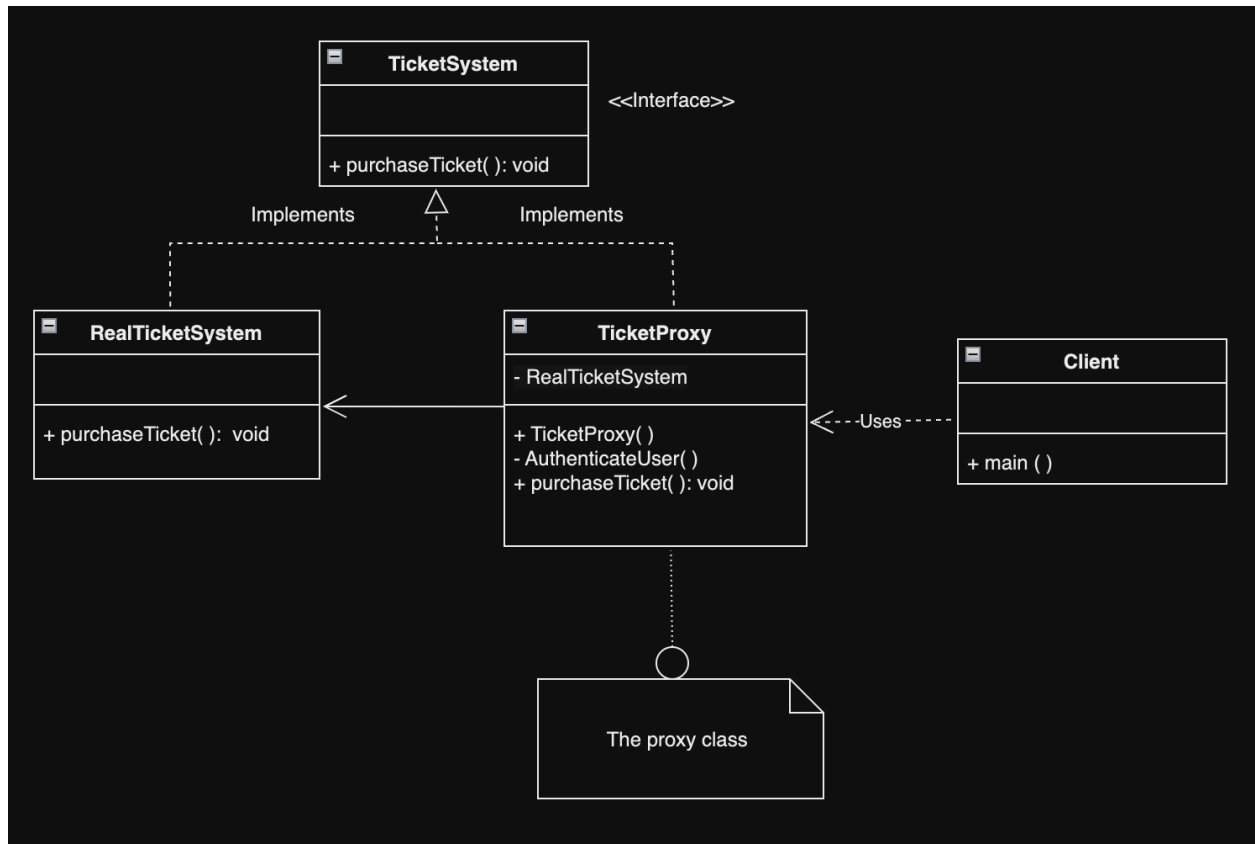 TicketSystem
<<Interface>>
+ purchaseTicket( ): void
Implements
Implements
RealTicketSystem
+ purchaseTicket( ):  void
TicketProxy
- RealTicketSystem
+ TicketProxy( )
- AuthenticateUser( )
+ purchaseTicket( ): void
Uses
Client
+ main ( )
The proxy class